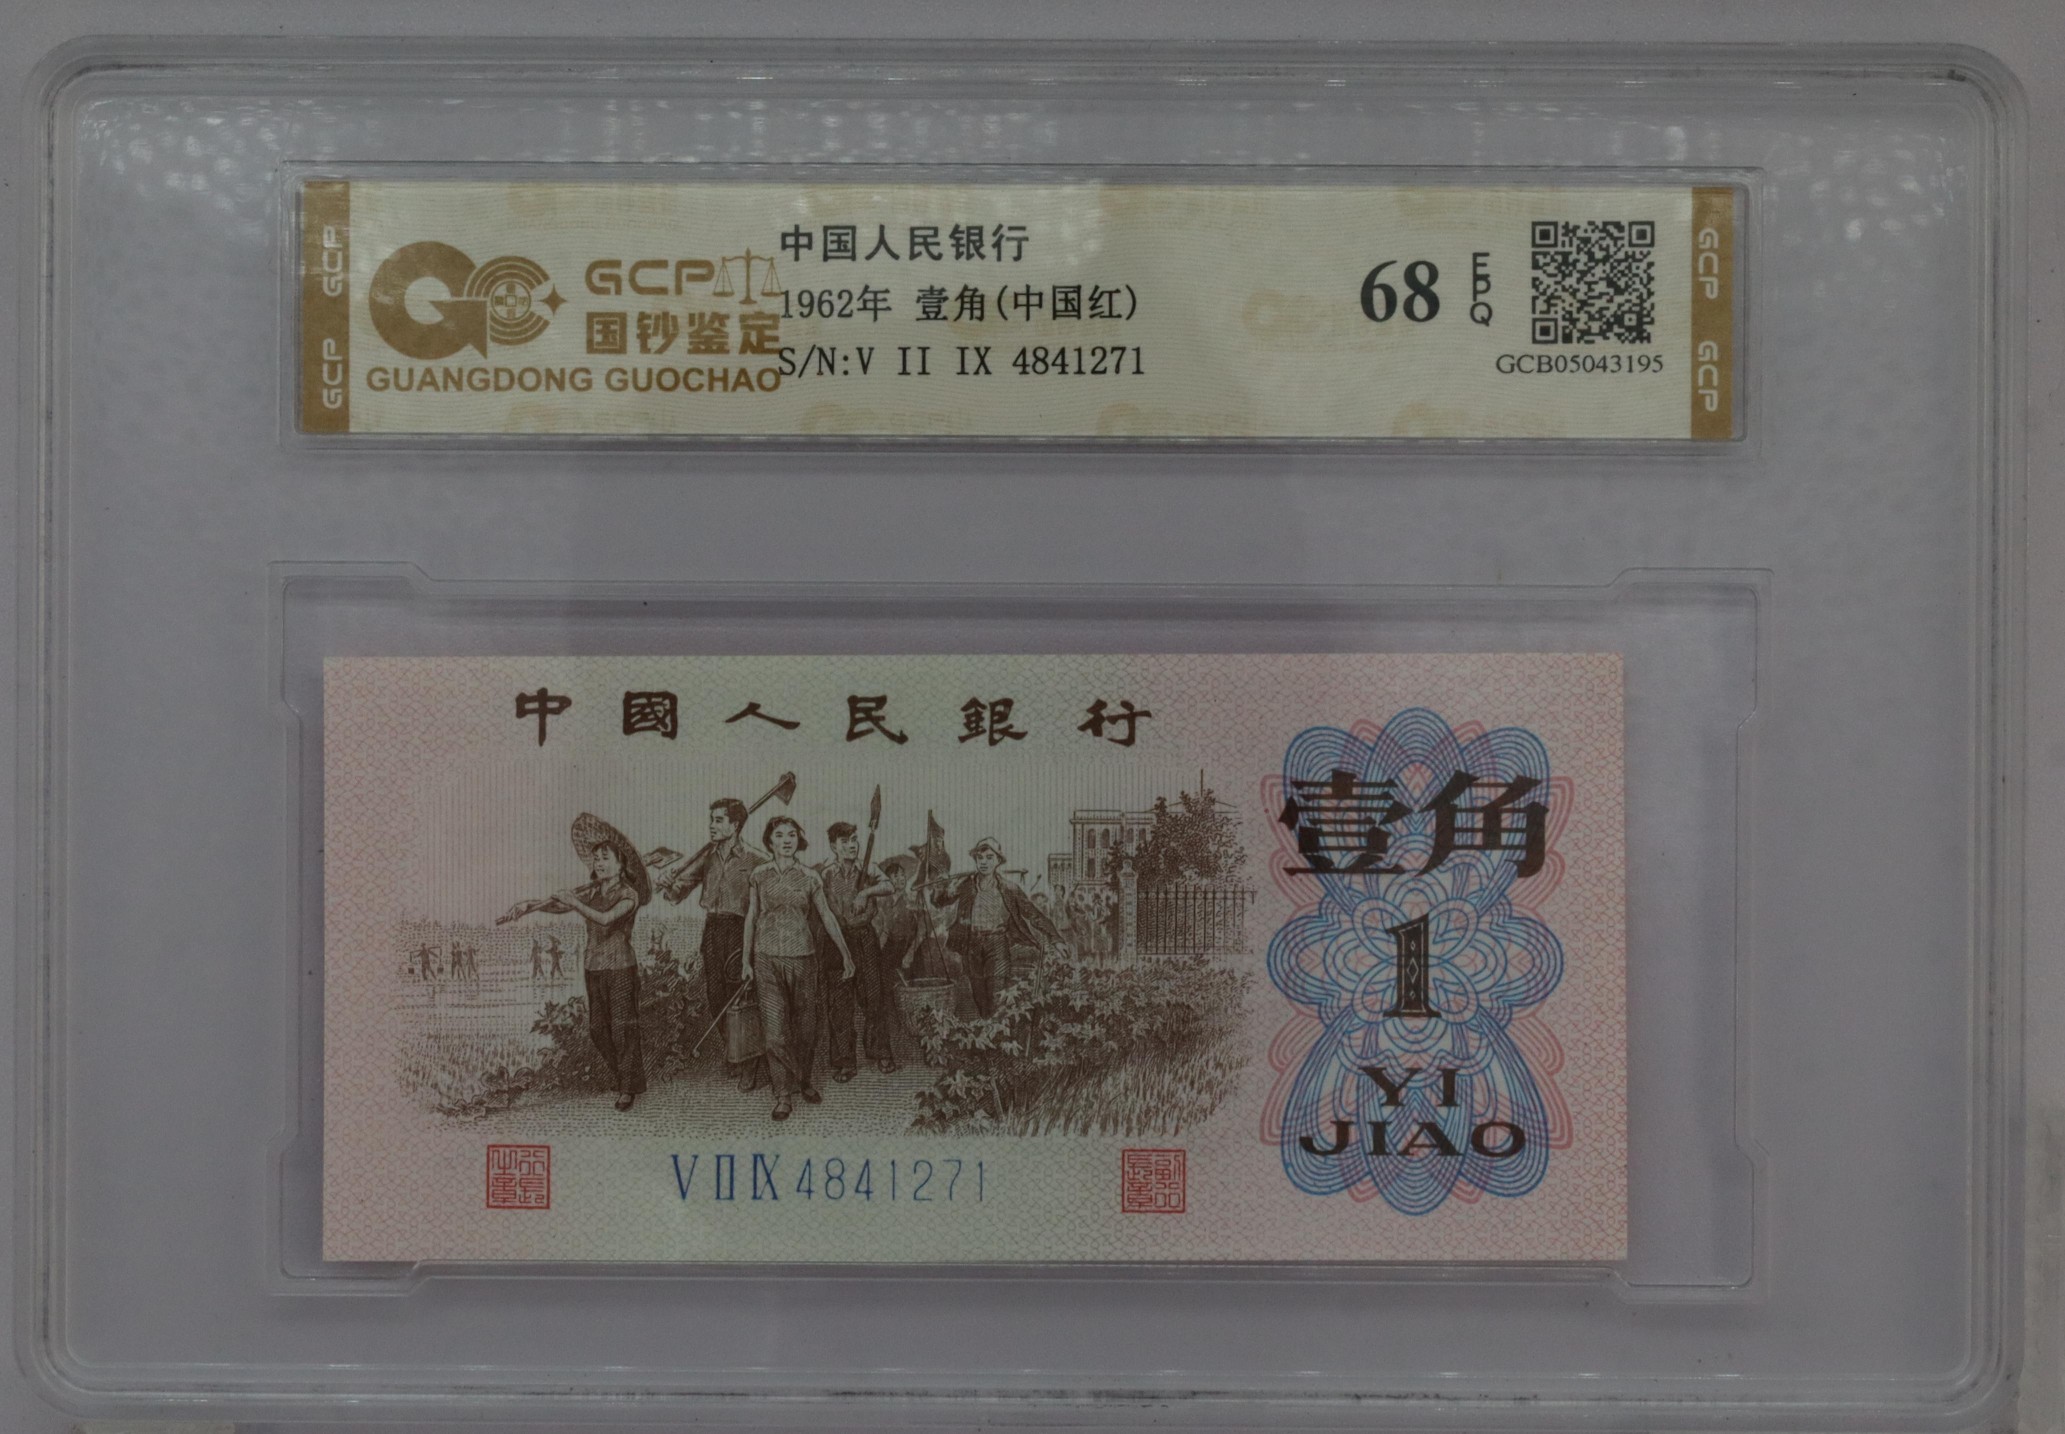 GCP
国钞鉴定
GUANGDONG GUOCHAO
中国人民银行
1962年 壹角(中国红)
S/N:V II IX 4841271
68 EPQ
GCB05043195
GCP GCP
GCP GCP
中國人民銀行
壹角
1
YI
JIAO
V II IX 4841271